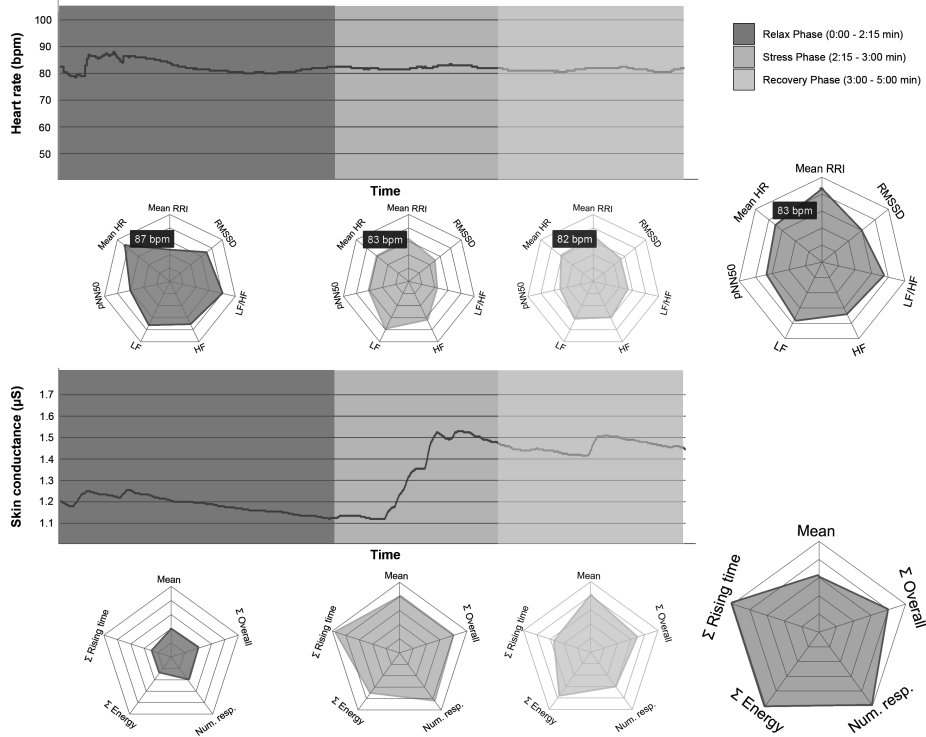 100
90
80
70
60
50
Heart rate (bpm)
Time
Relax Phase (0:00 - 2:15 min)
Stress Phase (2:15 - 3:00 min)
Recovery Phase (3:00 - 5:00 min)
Mean RRI
RMSSD
LF/HF
HF
LF
pNN50
Mean HR
87 bpm
Mean RRI
RMSSD
LF/HF
HF
LF
pNN50
Mean HR
83 bpm
Mean RRI
RMSSD
LF/HF
HF
LF
pNN50
Mean HR
82 bpm
Mean RRI
RMSSD
LF/HF
HF
LF
pNN50
Mean HR
83 bpm
1.7
1.6
1.5
1.4
1.3
1.2
1.1
Skin conductance (µS)
Time
Mean
Σ Overall
Num. resp.
Σ Energy
Σ Rising time
Mean
Σ Overall
Num. resp.
Σ Energy
Σ Rising time
Mean
Σ Overall
Num. resp.
Σ Energy
Σ Rising time
Mean
Σ Overall
Num. resp.
Σ Energy
Σ Rising time